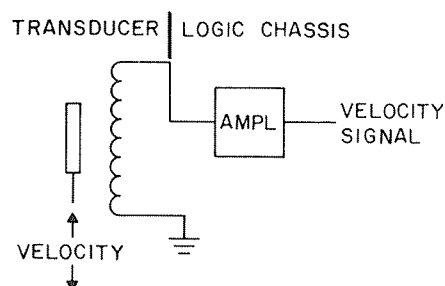 TRANSDUCER LOGIC CHASSIS
AMPL
VELOCITY
SIGNAL
VELOCITY